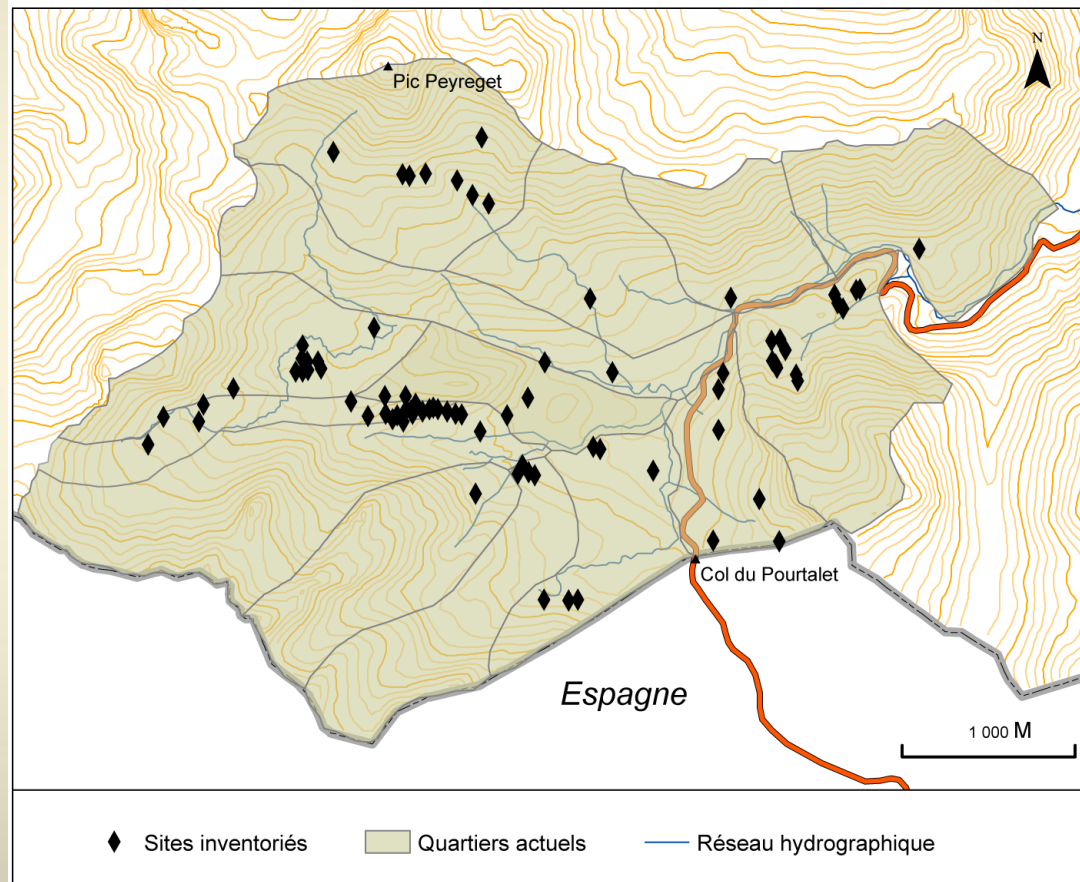 N
Pic Peyreget
Col du Pourtalet
Espagne
1 000 M
Sites inventoriés
Quartiers actuels
Réseau hydrographique